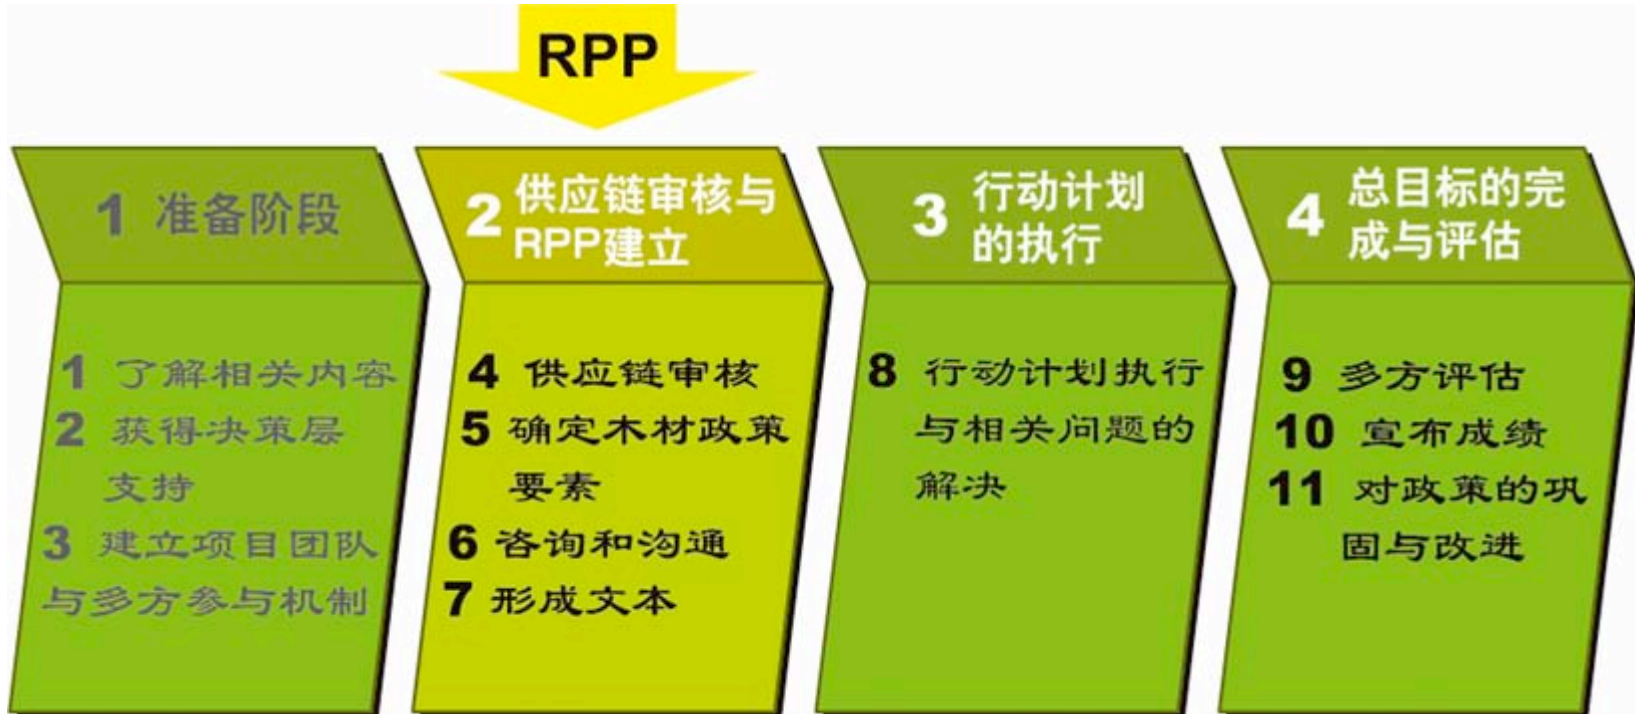 RPP
1 准备阶段
1 了解相关内容
2 获得决策层
支持
3 建立项目团队
与多方参与机制
2 供应链审核与
RPP建立
4 供应链审核
5 确定木材政策
要素
6 咨询和沟通
7 形成文本
3 行动计划
的执行
8 行动计划执行
与相关问题的
解决
4 总目标的完
成与评估
9 多方评估
10 宣布成绩
11 对政策的巩
固与改进